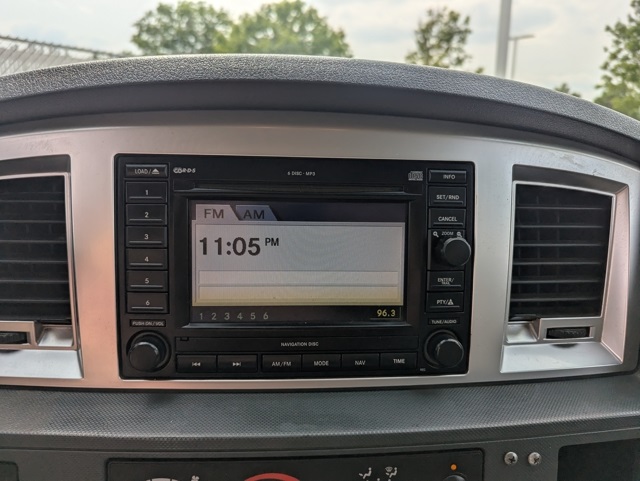 LOAD/
RDS
6 DISC · MP3
INFO
1
2
3
4
5
6
SET/RND
CANCEL
ZOOM
ENTER/
PTY/
FM AM
11:05 PM
1 2 3 4 5 6
96.3
PUSH ON/VOL
TUNE/AUDIO
NAVIGATION DISC
AM/FM MODE NAV TIME